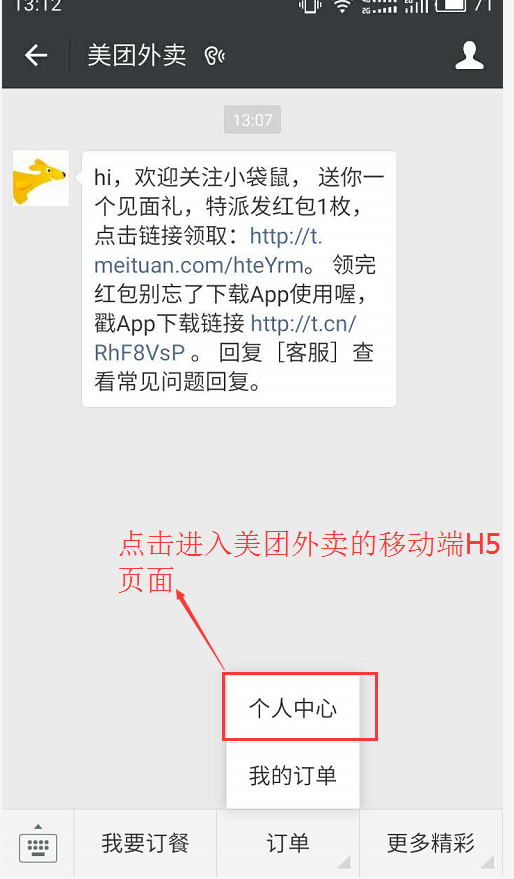 13:12
71
美团外卖
13:07
hi，欢迎关注小袋鼠， 送你一
个见面礼，特派发红包1枚，
点击链接领取：http://t.
meituan.com/hteYrm。 领完
红包别忘了下载App使用喔，
戳App下载链接 http://t.cn/
RhF8VsP 。 回复［客服］查
看常见问题回复。
点击进入美团外卖的移动端H5
页面
个人中心
我的订单
我要订餐
订单
更多精彩